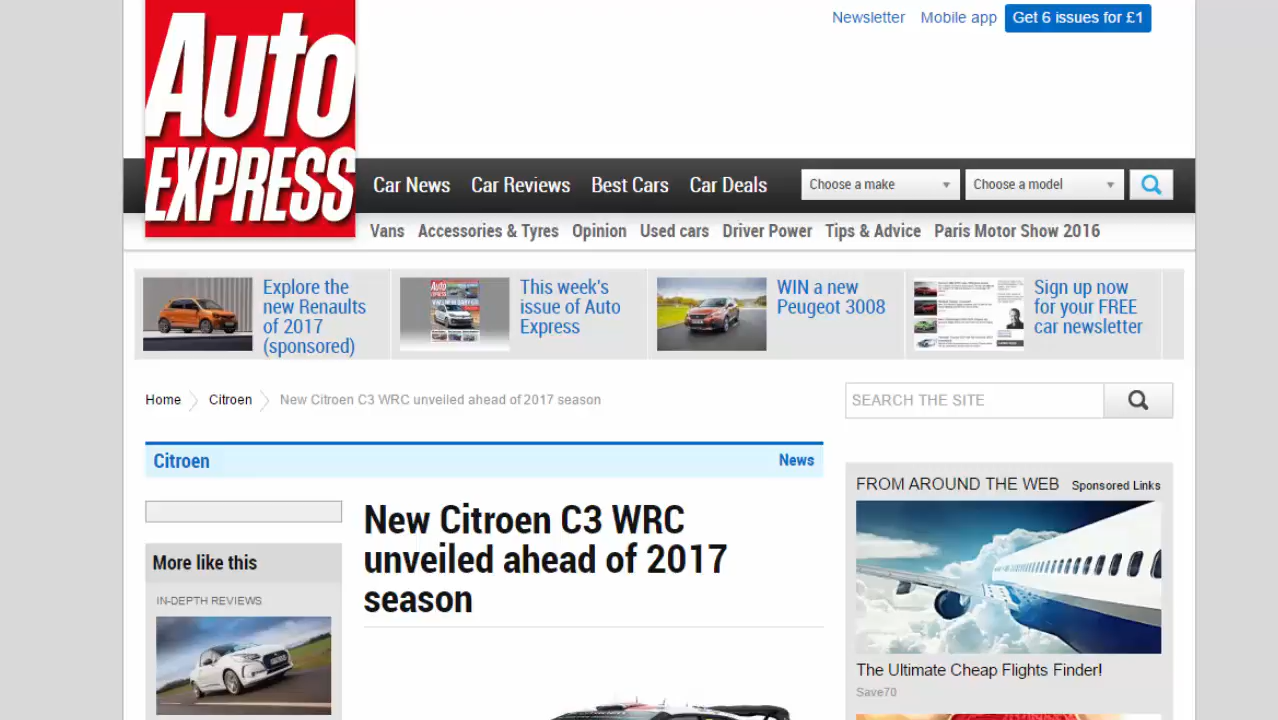 Auto
EXPRESS
Newsletter Mobile app Get 6 issues for £1
Car News Car Reviews Best Cars Car Deals Choose a make Choose a model
Vans Accessories & Tyres Opinion Used cars Driver Power Tips & Advice Paris Motor Show 2016
Explore the
new Renaults
of 2017
(sponsored)
This week's
issue of Auto
Express
WIN a new
Peugeot 3008
Sign up now
for your FREE
car newsletter
Home Citroen New Citroen C3 WRC unveiled ahead of 2017 season
SEARCH THE SITE
Citroen News
New Citroen C3 WRC
unveiled ahead of 2017
season
More like this
IN-DEPTH REVIEWS
FROM AROUND THE WEB Sponsored Links
The Ultimate Cheap Flights Finder!
Save70